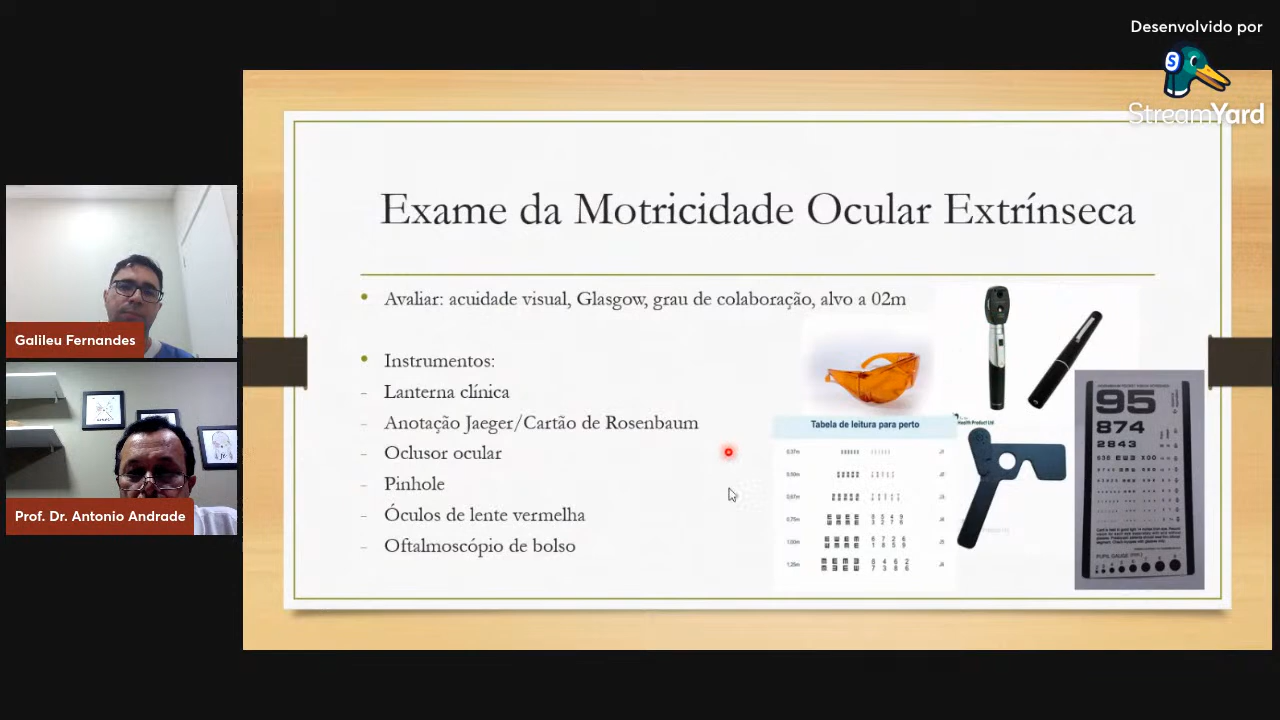 Desenvolvido por
StreamYard
Exame da Motricidade Ocular Extrínseca
• Avaliar: acuidade visual, Glasgow, grau de colaboração, alvo a 02m
• Instrumentos:
- Lanterna clínica
- Anotação Jaeger/Cartão de Rosenbaum
- Oclusor ocular
- Pinhole
- Óculos de lente vermelha
- Oftalmoscopio de bolso
Tabela de leitura para perto
95
874
2843
Galileu Fernandes
Prof. Dr. Antonio Andrade